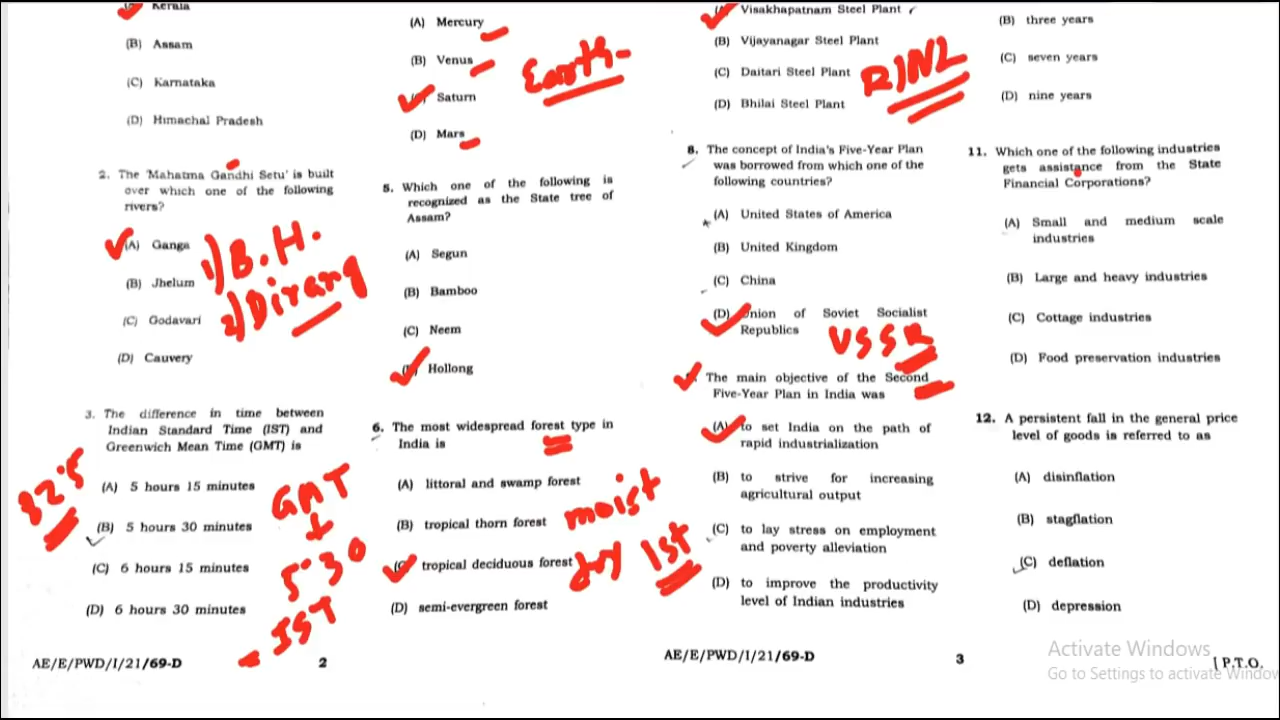 Kerala
(B) Assam
(C) Karnataka
(D) Himachal Pradesh
2. The 'Mahatma Gandhi Setu' is built
over which one of the following
rivers?
(A) Ganga
(B) Jhelum
(C) Godavari
(D) Cauvery
1) B.H.
2) Dirang
3. The difference in time between
Indian Standard Time (IST) and
Greenwich Mean Time (GMT) is
(A) 5 hours 15 minutes
(B) 5 hours 30 minutes
(C) 6 hours 15 minutes
(D) 6 hours 30 minutes
82.5
GMT
+
5.30
- IST
AE/E/PWD/1/21/69-D
2
(A) Mercury
(B) Venus
Saturn
(D) Mars
Earth
5. Which one of the following is
recognized as the State tree of
Assam?
(A) Segun
(B) Bamboo
(C) Neem
Hollong
6. The most widespread forest type in
India is
(A) littoral and swamp forest
(B) tropical thorn forest
(C) tropical deciduous forest
(D) semi-evergreen forest
moist
1st
AE/E/PWD/1/21/69-D
3
Visakhapatnam Steel Plant
(B) Vijayanagar Steel Plant
(C) Daitari Steel Plant
(D) Bhilai Steel Plant
RINL
8. The concept of India's Five-Year Plan
was borrowed from which one of the
following countries?
(A) United States of America
(B) United Kingdom
(C) China
(D) Union of Soviet Socialist
Republics
USSR
The main objective of the Second
Five-Year Plan in India was
(A) to set India on the path of
rapid industrialization
(B) to strive for increasing
agricultural output
(C) to lay stress on employment
and poverty alleviation
(D) to improve the productivity
level of Indian industries
(B) three years
(C) seven years
(D) nine years
11. Which one of the following industries
gets assistance from the State
Financial Corporations?
(A) Small and medium scale
industries
(B) Large and heavy industries
(C) Cottage industries
(D) Food preservation industries
12. A persistent fall in the general price
level of goods is referred to as
(A) disinflation
(B) stagflation
(C) deflation
(D) depression
Activate Windows
Go to Settings to activate Window
[ P.T.O.